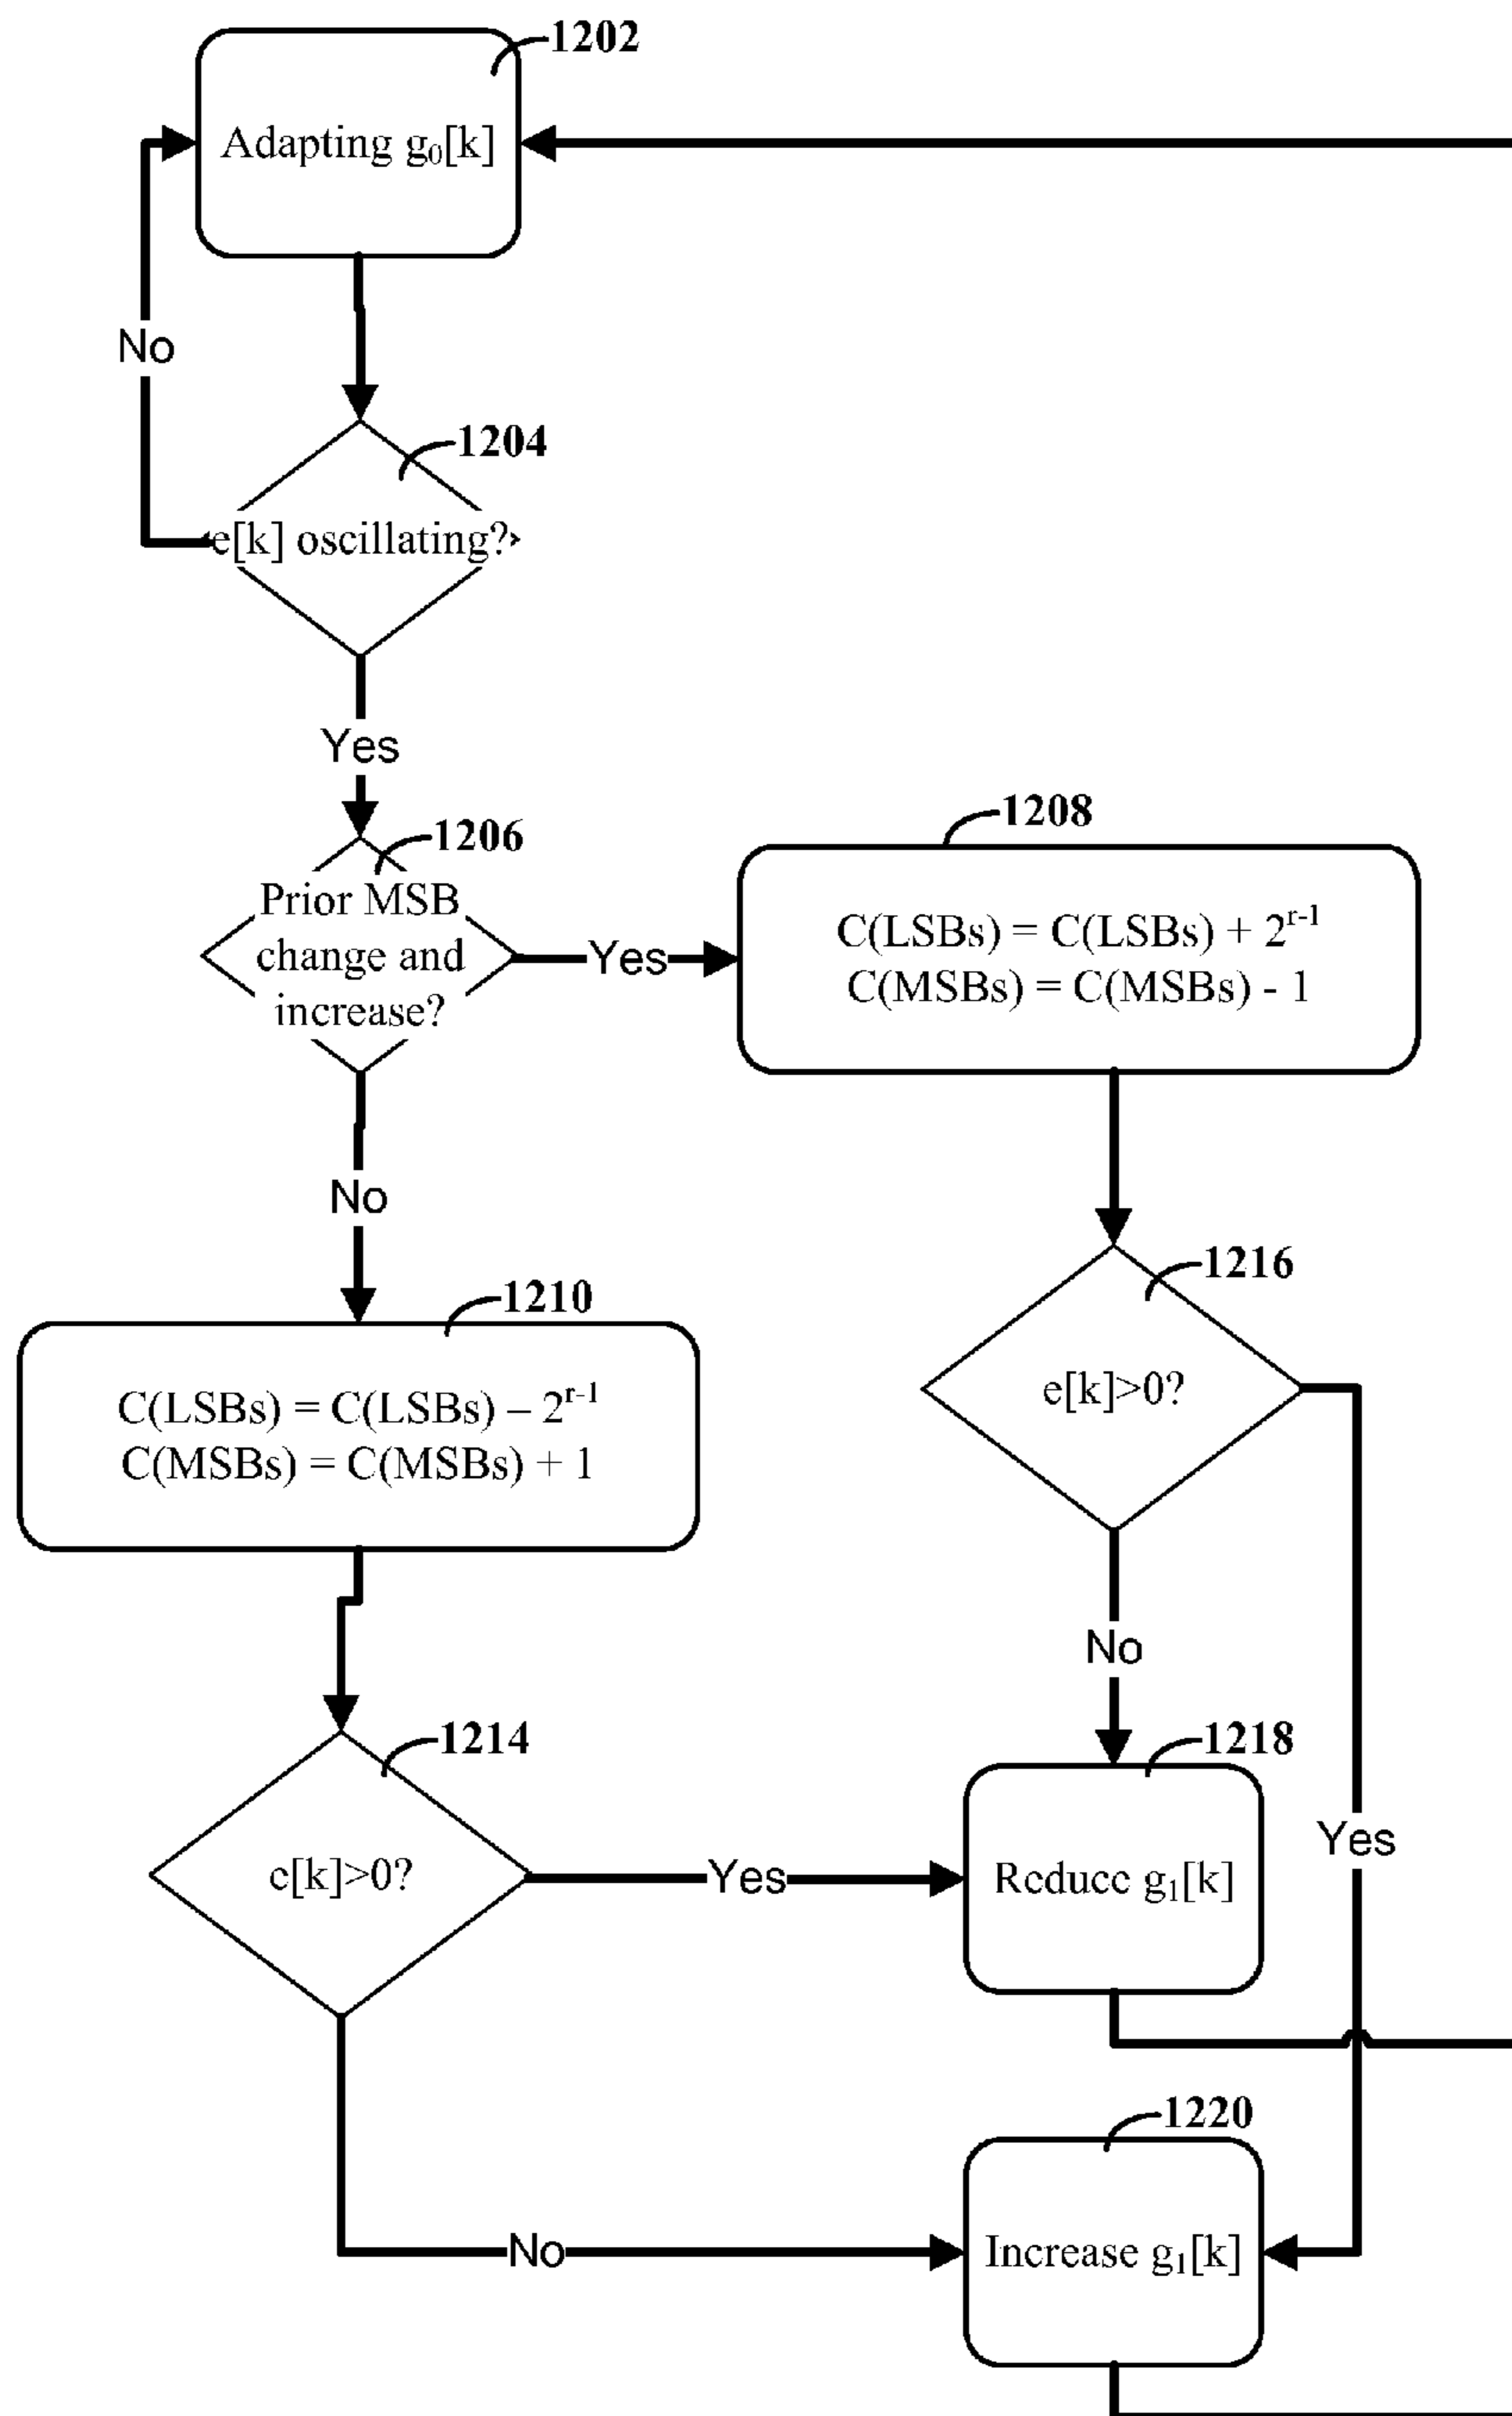 1202
Adapting g₀[k]
No
1204
e[k] oscillating?
Yes
1206
Prior MSB
change and
increase?
Yes
1208
C(LSBs) = C(LSBs) + 2^{r-1}
C(MSBs) = C(MSBs) - 1
No
1210
C(LSBs) = C(LSBs) – 2^{r-1}
C(MSBs) = C(MSBs) + 1
1216
e[k]>0?
No
Yes
1214
e[k]>0?
Yes
1218
Reduce g₁[k]
1220
No
Increase g₁[k]